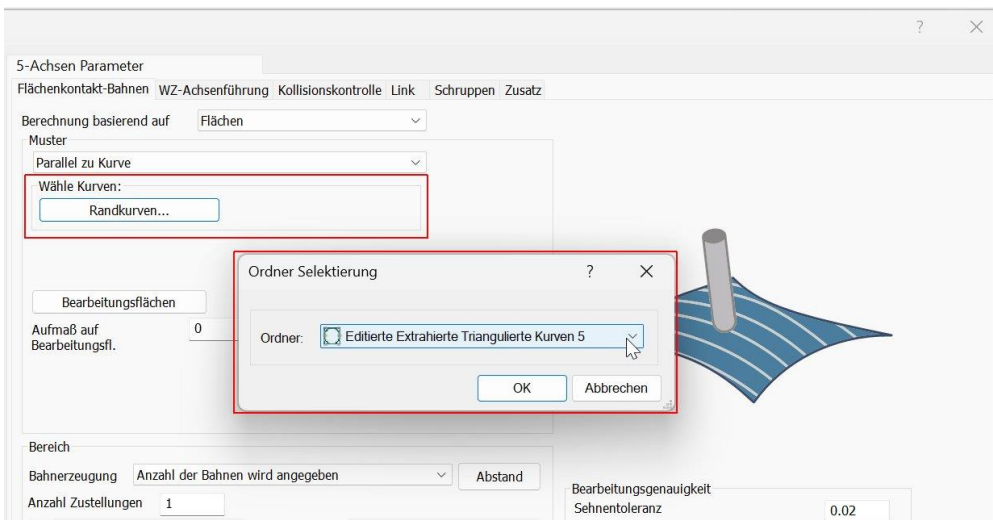 ?
5-Achsen Parameter
Flächenkontakt-Bahnen WZ-Achsenführung Kollisionskontrolle Link Schruppen Zusatz
Berechnung basierend auf Flächen
Muster
Parallel zu Kurve
Wähle Kurven:
Randkurven...
Ordner Selektierung ?
Bearbeitungsflächen
Ordner: Editierte Extrahierte Triangulierte Kurven 5
Aufmaß auf 0
Bearbeitungsfl.
OK Abbrechen
Bereich
Bahnerzeugung Anzahl der Bahnen wird angegeben Abstand
Bearbeitungsgenauigkeit
Anzahl Zustellungen 1
Sehnentoleranz 0.02